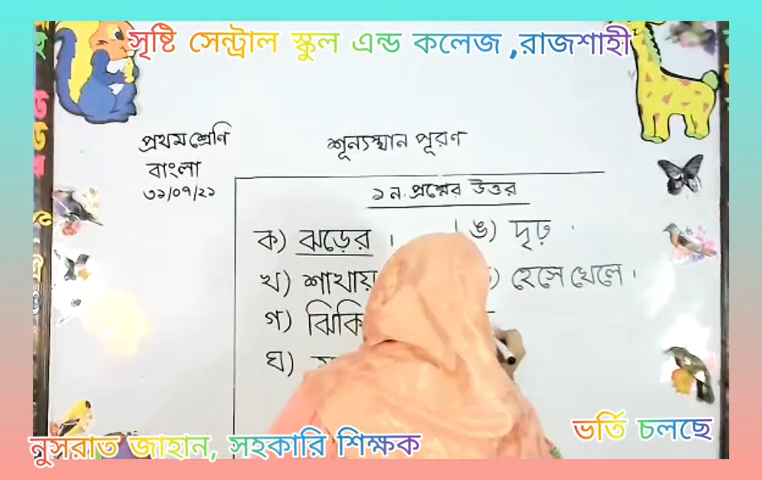 সৃষ্টি সেন্ট্রাল স্কুল এন্ড কলেজ ,রাজশাহী
প্রথম শ্রেণি
বাংলা
৩১/০৭/২১
শূন্যস্থান পূরণ
১ ন. প্রশ্নের উত্তর
ক) ঝড়ের ।
খ) শাখায়
গ) ঝিকি
ঘ)
ঙ) দৃঢ় ।
হেসে খেলে ।
নুসরাত জাহান, সহকারি শিক্ষক
ভর্তি চলছে